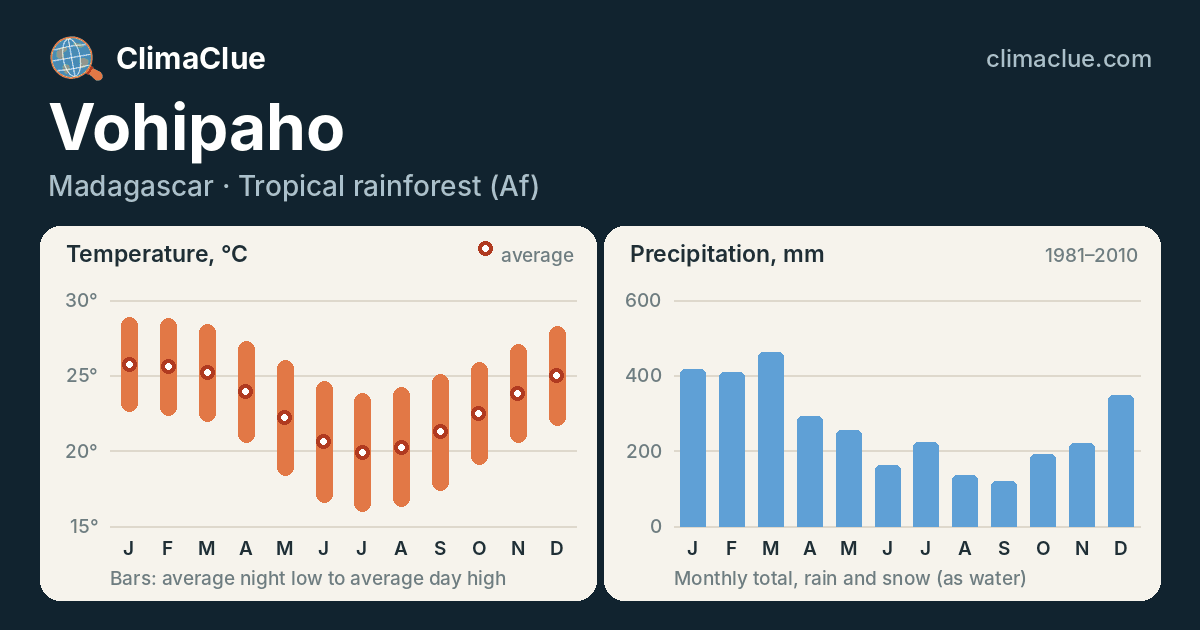 ClimaClue
climaclue.com
Vohipaho
Madagascar · Tropical rainforest (Af)
Temperature, °C
average
30°
25°
20°
15°
J F M A M J J A S O N D
Bars: average night low to average day high
Precipitation, mm
1981–2010
600
400
200
0
J F M A M J J A S O N D
Monthly total, rain and snow (as water)